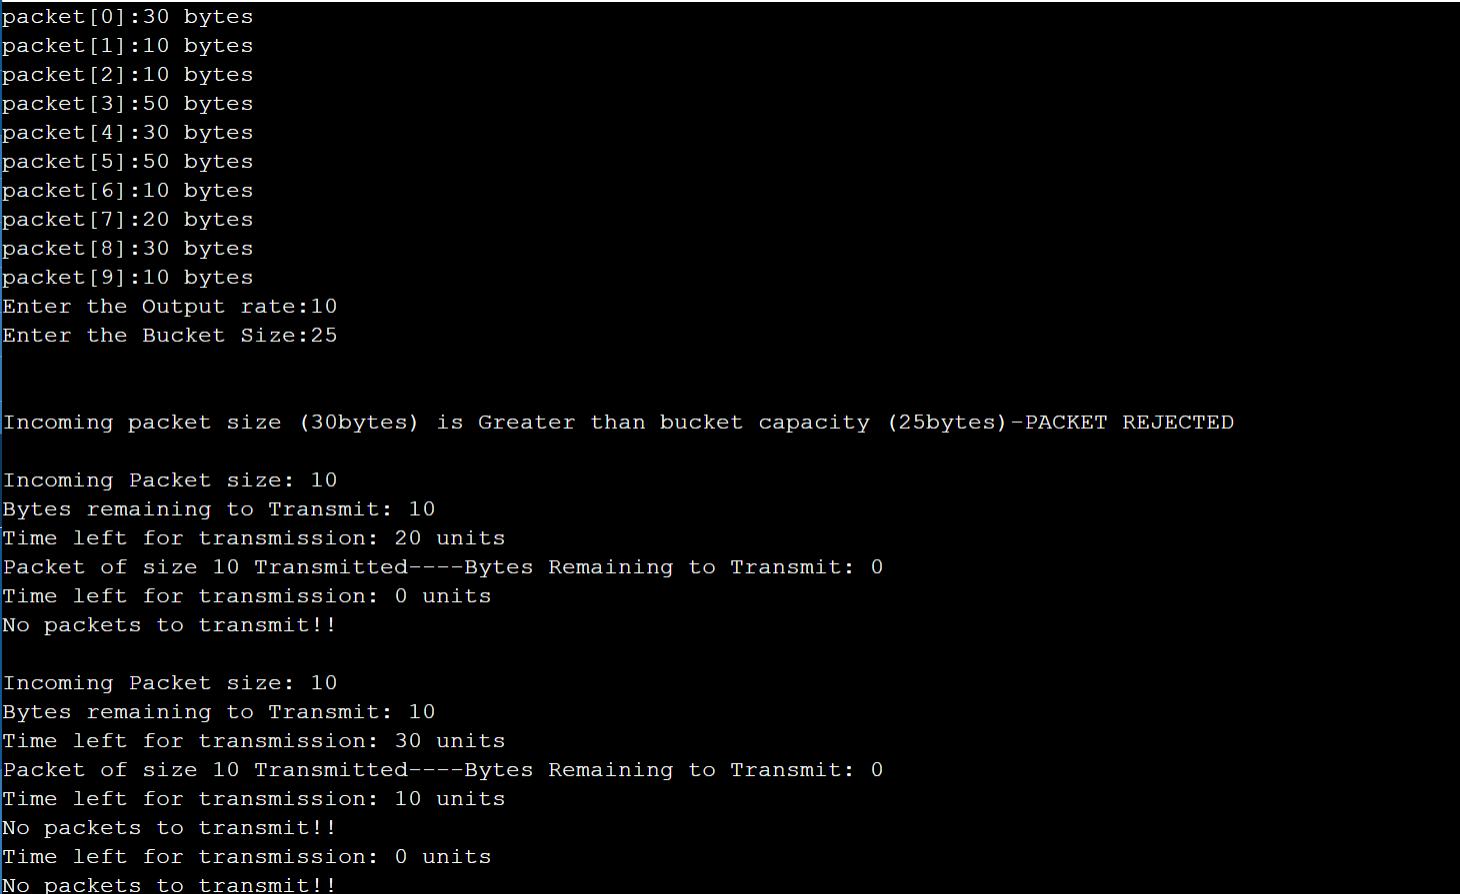 packet[0]:30 bytes
packet[1]:10 bytes
packet[2]:10 bytes
packet[3]:50 bytes
packet[4]:30 bytes
packet[5]:50 bytes
packet[6]:10 bytes
packet[7]:20 bytes
packet[8]:30 bytes
packet[9]:10 bytes
Enter the Output rate:10
Enter the Bucket Size:25
Incoming packet size (30bytes) is Greater than bucket capacity (25bytes)-PACKET REJECTED
Incoming Packet size: 10
Bytes remaining to Transmit: 10
Time left for transmission: 20 units
Packet of size 10 Transmitted----Bytes Remaining to Transmit: 0
Time left for transmission: 0 units
No packets to transmit!!
Incoming Packet size: 10
Bytes remaining to Transmit: 10
Time left for transmission: 30 units
Packet of size 10 Transmitted----Bytes Remaining to Transmit: 0
Time left for transmission: 10 units
No packets to transmit!!
Time left for transmission: 0 units
No packets to transmit!!